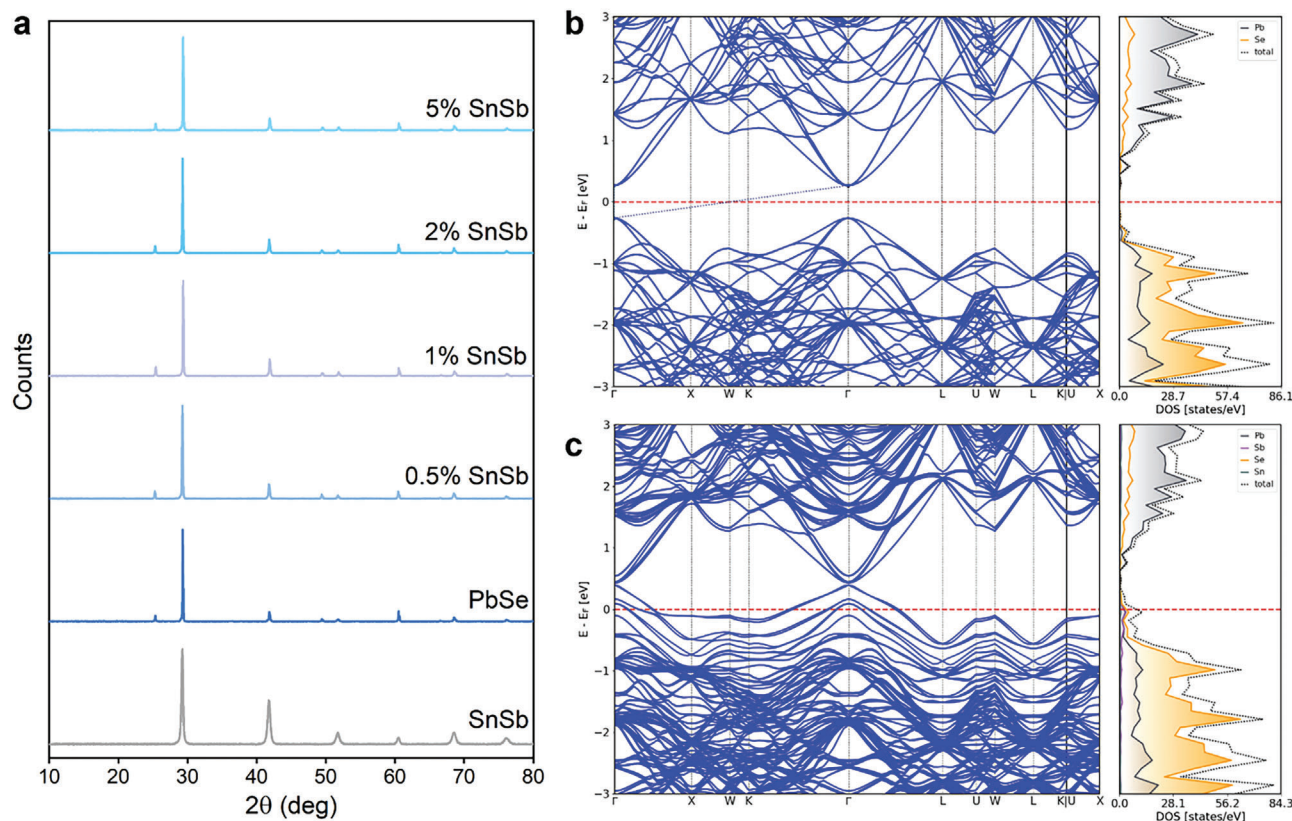 a
5% SnSb
2% SnSb
1% SnSb
0.5% SnSb
PbSe
SnSb
Counts
10 20 30 40 50 60 70 80
2θ (deg)
b
3
2
1
0
−1
−2
−3
E - EF [eV]
Γ X W K Γ L U W L K|U X
Pb
Se
total
0.0 28.7 57.4 86.1
DOS [states/eV]
c
3
2
1
0
−1
−2
−3
E - EF [eV]
Γ X W K Γ L U W L K|U X
Pb
Sb
Se
Sn
total
0.0 28.1 56.2 84.3
DOS [states/eV]